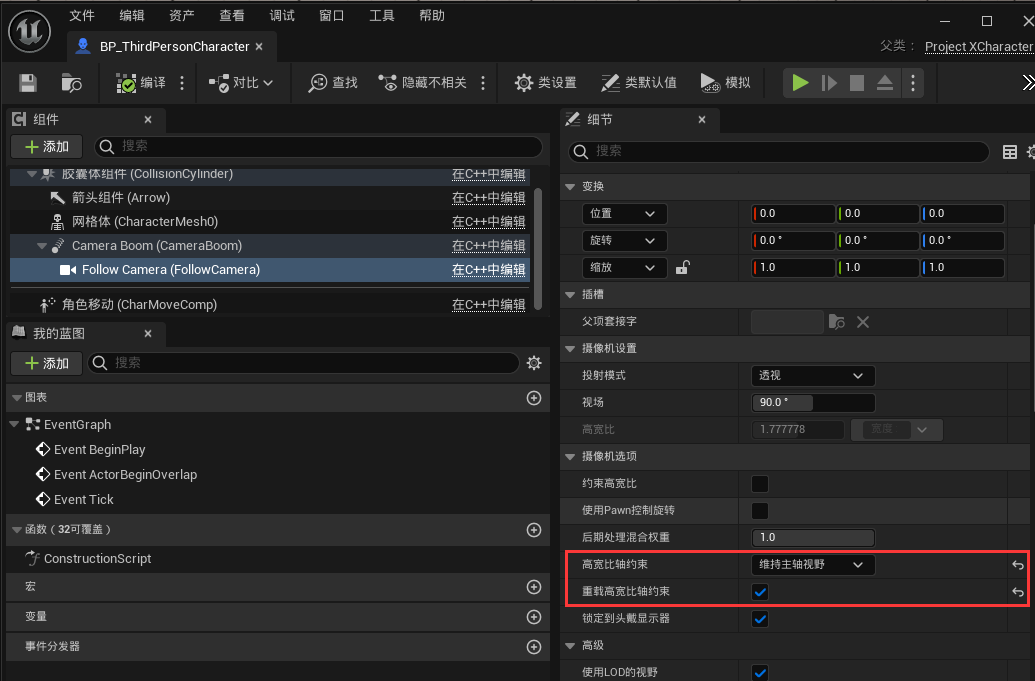 文件 编辑 资产 查看 调试 窗口 工具 帮助
BP_ThirdPersonCharacter
父类： Project XCharacter
编译 对比 查找 隐藏不相关 类设置 类默认值 模拟
组件
添加 搜索
胶囊体组件 (CollisionCylinder) 在C++中编辑
箭头组件 (Arrow) 在C++中编辑
网格体 (CharacterMesh0) 在C++中编辑
Camera Boom (CameraBoom) 在C++中编辑
Follow Camera (FollowCamera) 在C++中编辑
角色移动 (CharMoveComp) 在C++中编辑
我的蓝图
添加 搜索
图表
EventGraph
Event BeginPlay
Event ActorBeginOverlap
Event Tick
函数（32可覆盖）
ConstructionScript
宏
变量
事件分发器
细节
搜索
变换
位置 0.0 0.0 0.0
旋转 0.0 ° 0.0 ° 0.0 °
缩放 1.0 1.0 1.0
插槽
父项套接字
摄像机设置
投射模式 透视
视场 90.0 °
高宽比 1.777778 宽度
摄像机选项
约束高宽比
使用Pawn控制旋转
后期处理混合权重 1.0
高宽比轴约束 维持主轴视野
重载高宽比轴约束
锁定到头戴显示器
高级
使用LOD的视野